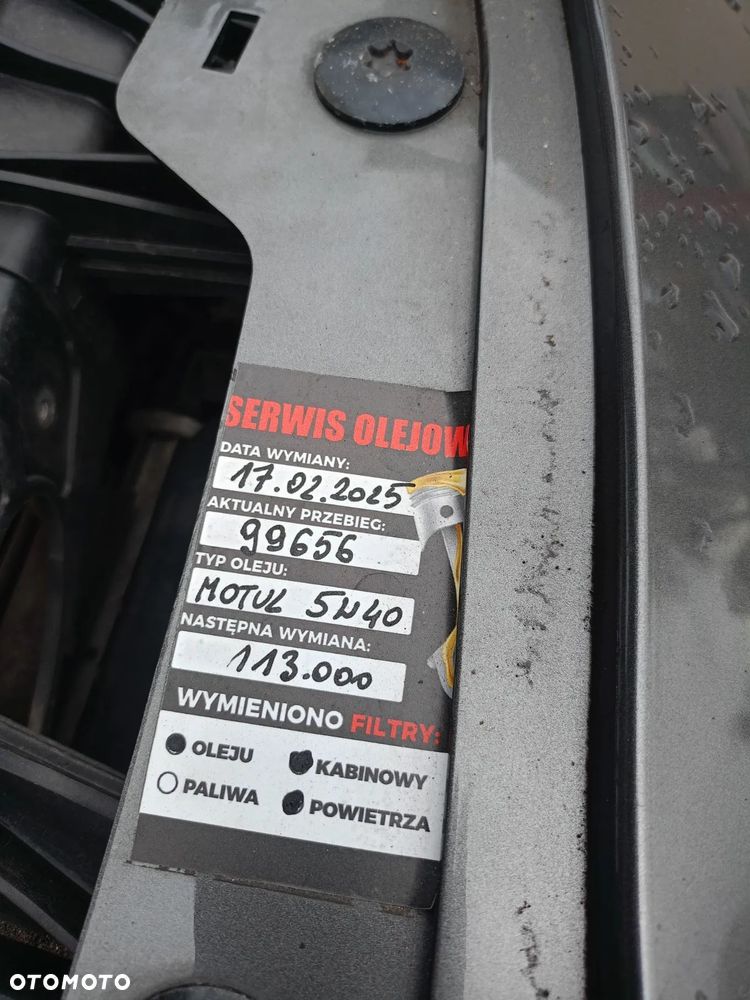 SERWIS OLEJOW
DATA WYMIANY:
17.02.2025
AKTUALNY PRZEBIEG:
99656
TYP OLEJU:
MOTUL 5W40
NASTĘPNA WYMIANA:
113.000
WYMIENIONO FILTRY:
OLEJU KABINOWY
PALIWA POWIETRZA
OTOMOTO